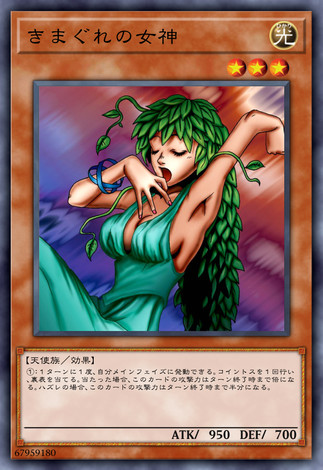 きまぐれの女神
光
【天使族／効果】
①：１ターンに１度、自分メインフェイズに発動できる。コイントスを１回行い、
裏表を当てる。当たった場合、このカードの攻撃力はターン終了時まで倍にな
る。ハズレの場合、このカードの攻撃力はターン終了時まで半分になる。
ATK/ 950 DEF/ 700
67959180